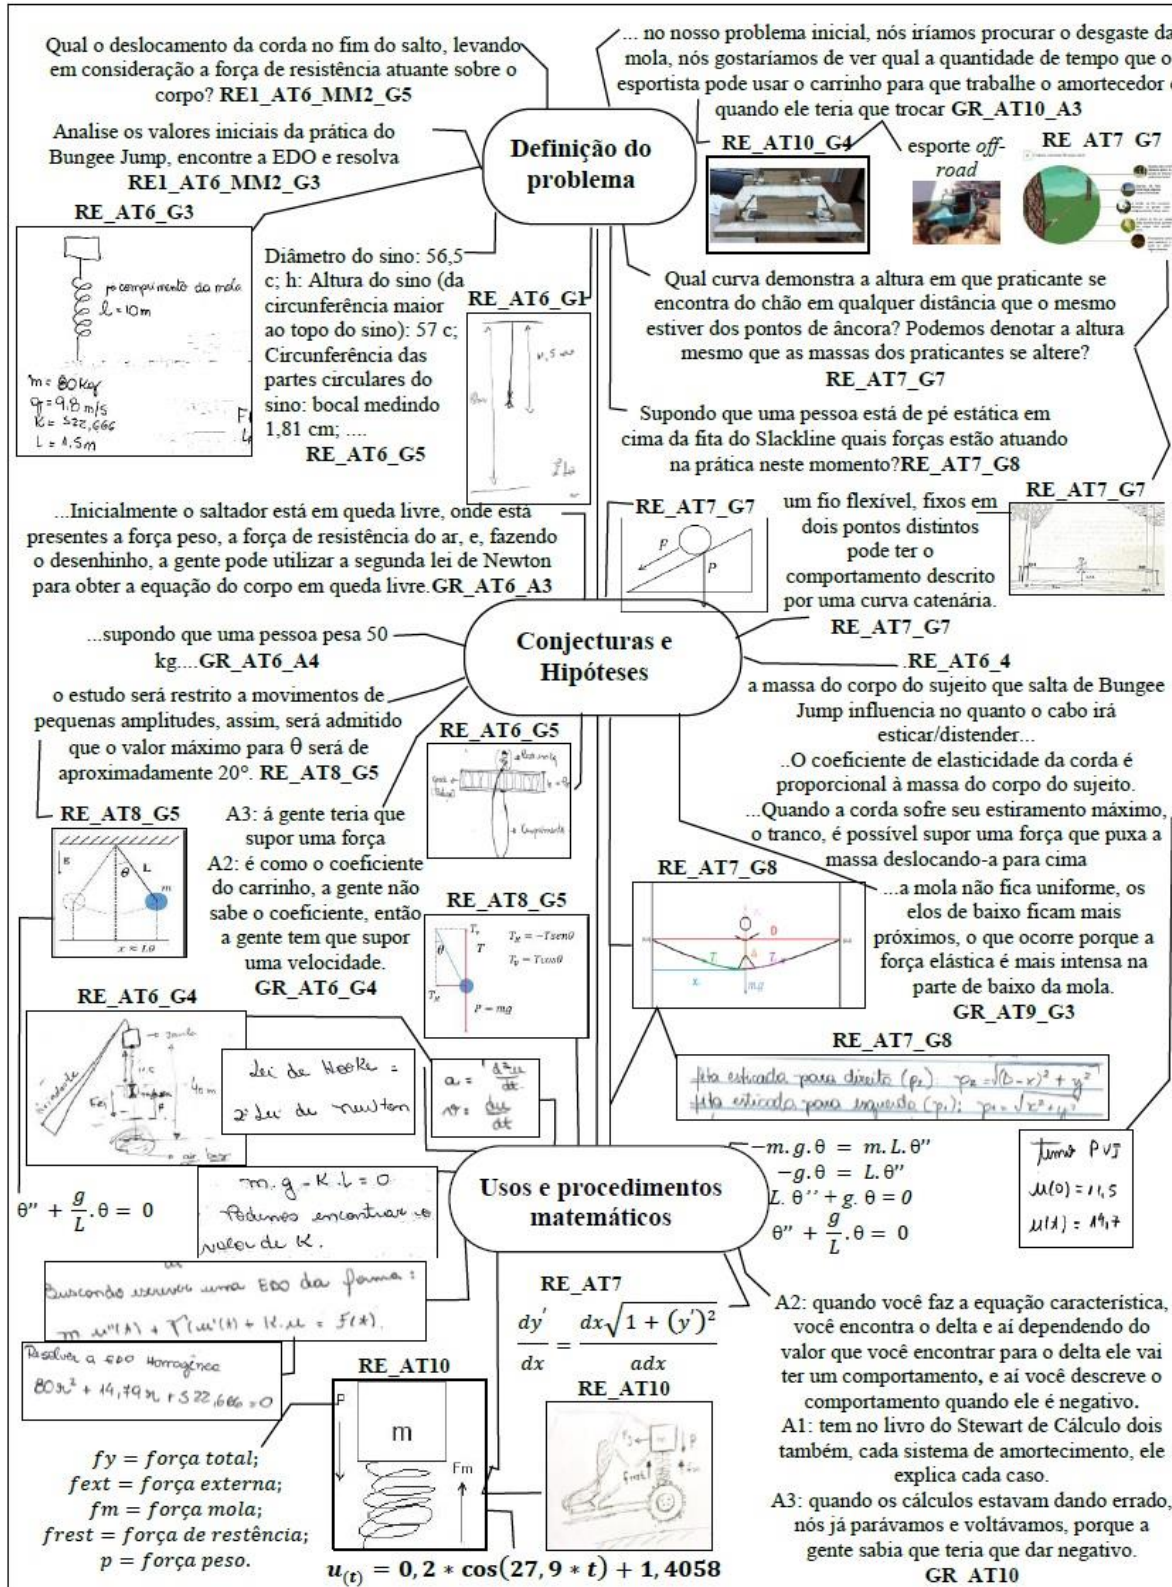 Qual o deslocamento da corda no fim do salto, levando
em consideração a força de resistência atuante sobre o
corpo? RE1_AT6_MM2_G5
... no nosso problema inicial, nós iríamos procurar o desgaste da
mola, nós gostaríamos de ver qual a quantidade de tempo que o
esportista pode usar o carrinho para que trabalhe o amortecedor e
quando ele teria que trocar GR_AT10_A3
Analise os valores iniciais da prática do
Bungee Jump, encontre a EDO e resolva
RE1_AT6_MM2_G3
Definição do
problema
RE_AT10_G4
esporte off-
road
RE_AT7_G7
RE_AT6_G3
comprimento da mola
l = 10m
m = 80 kg
g = 9,8 m/s
K = 522,666
L = 1,5m
Diâmetro do sino: 56,5
c; h: Altura do sino (da
circunferência maior
ao topo do sino): 57 c;
Circunferência das
partes circulares do
sino: bocal medindo
1,81 cm; ....
RE_AT6_G5
RE_AT6_G1
Qual curva demonstra a altura em que praticante se
encontra do chão em qualquer distância que o mesmo
estiver dos pontos de âncora? Podemos denotar a altura
mesmo que as massas dos praticantes se altere?
RE_AT7_G7
Supondo que uma pessoa está de pé estática em
cima da fita do Slackline quais forças estão atuando
na prática neste momento?RE_AT7_G8
...Inicialmente o saltador está em queda livre, onde está
presentes a força peso, a força de resistência do ar, e, fazendo
o desenhinho, a gente pode utilizar a segunda lei de Newton
para obter a equação do corpo em queda livre.GR_AT6_A3
RE_AT7_G7
F
P
um fio flexível, fixos em
dois pontos distintos
pode ter o
comportamento descrito
por uma curva catenária.
RE_AT7_G7
RE_AT7_G7
Conjecturas e
Hipóteses
...supondo que uma pessoa pesa 50
kg....GR_AT6_A4
o estudo será restrito a movimentos de
pequenas amplitudes, assim, será admitido
que o valor máximo para θ será de
aproximadamente 20°. RE_AT8_G5
.RE_AT6_4
a massa do corpo do sujeito que salta de Bungee
Jump influencia no quanto o cabo irá
esticar/distender...
..O coeficiente de elasticidade da corda é
proporcional à massa do corpo do sujeito.
...Quando a corda sofre seu estiramento máximo,
o tranco, é possível supor uma força que puxa a
massa deslocando-a para cima
...a mola não fica uniforme, os
elos de baixo ficam mais
próximos, o que ocorre porque a
força elástica é mais intensa na
parte de baixo da mola.
GR_AT9_G3
RE_AT6_G5
Comprimento
RE_AT8_G5
g
θ
L
m
x ≈ Lθ
A3: á gente teria que
supor uma força
A2: é como o coeficiente
do carrinho, a gente não
sabe o coeficiente, então
a gente tem que supor
uma velocidade.
GR_AT6_G4
RE_AT8_G5
θ
T
T_H = −Tsenθ
T_v = Tcosθ
T_H
P = mg
RE_AT7_G8
D
m.g
RE_AT7_G8
fita esticada para direito (p₂): p₂ = √(D-x)² + y²
fita esticada para esquerda (p₁): p₁ = √x² + y²
RE_AT6_G4
40 m
air bag
Lei de Hooke =
2ª Lei de newton
a = d²u/dt
v = du/dt
Temos PVI
μ(0) = 11,5
μ(1) = 14,7
Usos e procedimentos
matemáticos
−m.g.θ = m.L.θ''
−g.θ = L.θ''
L.θ'' + g.θ = 0
θ'' + g/L.θ = 0
θ'' + g/L.θ = 0
m.g - K.L = 0
Podemos encontrar o
valor de K.
Buscando escrever uma EDO da forma:
m u''(t) + γ(u'(t) + K.u = F(t).
Resolver a EDO Homogênea
80r² + 14,79r + 522,666 = 0
RE_AT7
dy'/dx = dx√1 + (y')²/adx
RE_AT10
P
m
Fm
RE_AT10
fy = força total;
fext = força externa;
fm = força mola;
frest = força de restência;
p = força peso.
u(t) = 0,2 * cos(27,9 * t) + 1,4058
A2: quando você faz a equação característica,
você encontra o delta e aí dependendo do
valor que você encontrar para o delta ele vai
ter um comportamento, e aí você descreve o
comportamento quando ele é negativo.
A1: tem no livro do Stewart de Cálculo dois
também, cada sistema de amortecimento, ele
explica cada caso.
A3: quando os cálculos estavam dando errado,
nós já parávamos e voltávamos, porque a
gente sabia que teria que dar negativo.
GR_AT10